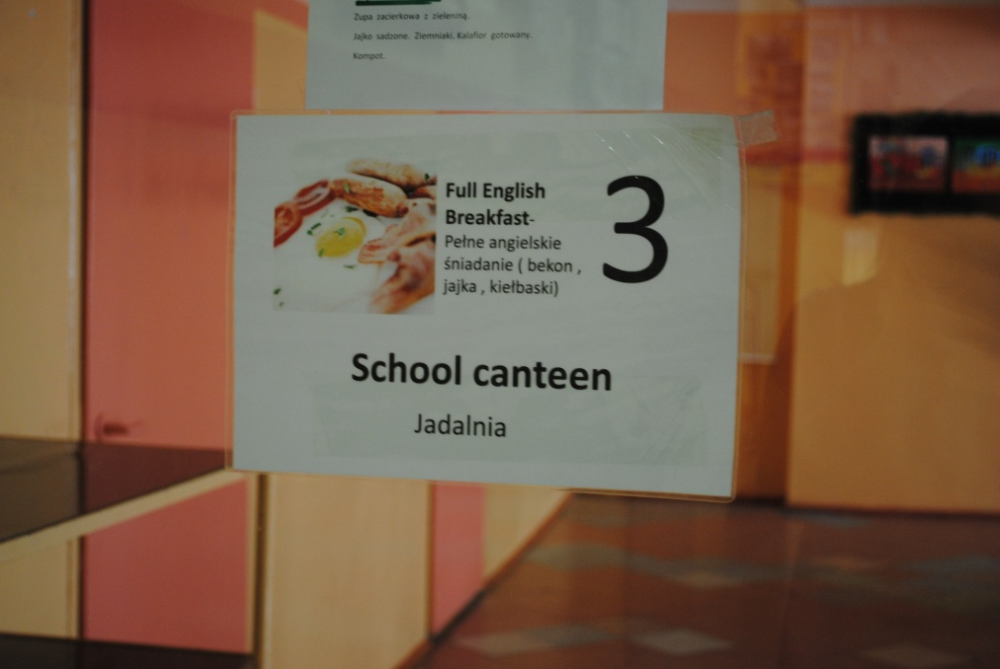 Zupa zacierkowa z zieleniną.
Jajko sadzone. Ziemniaki. Kalafior gotowany.
Kompot.
Full English
Breakfast-
Pełne angielskie
śniadanie ( bekon ,
jajka , kiełbaski)
3
School canteen
Jadalnia